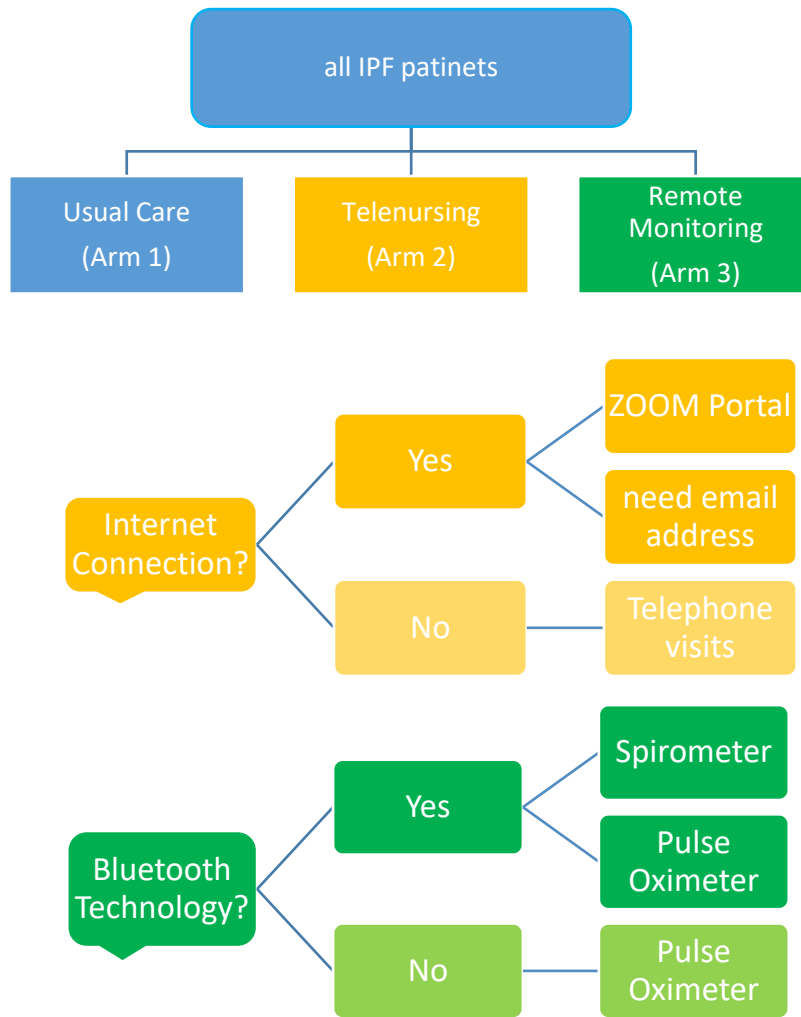 all IPF patinets
Usual Care
(Arm 1)
Telenursing
(Arm 2)
Remote
Monitoring
(Arm 3)
Internet
Connection?
Yes
ZOOM Portal
need email
address
No
Telephone
visits
Bluetooth
Technology?
Yes
Spirometer
Pulse
Oximeter
No
Pulse
Oximeter